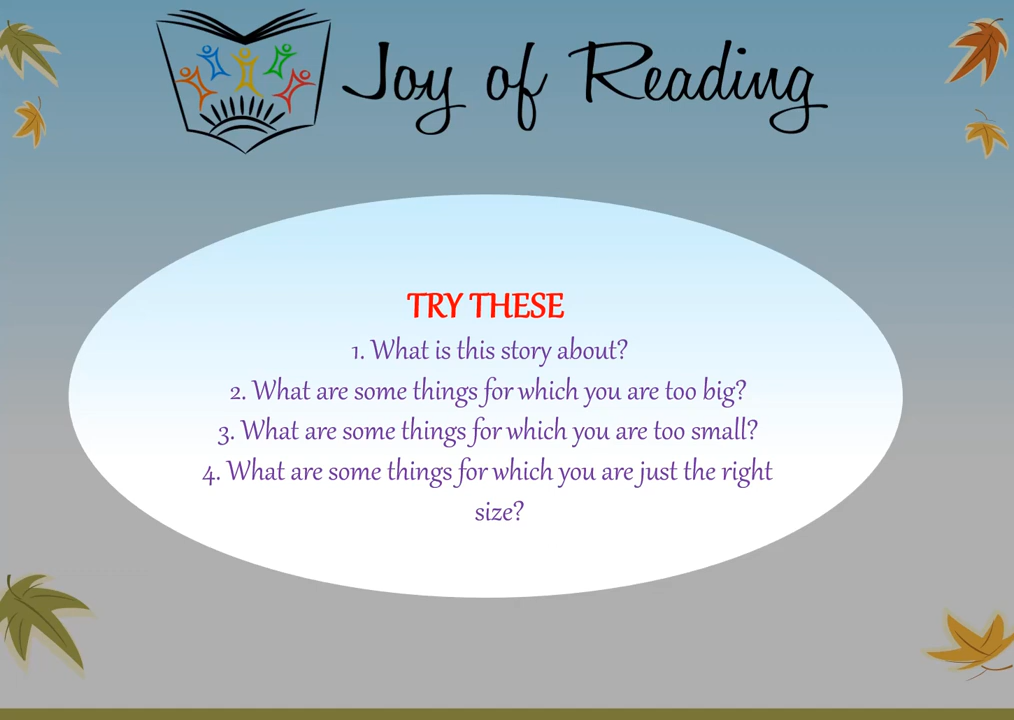 Joy of Reading
TRY THESE
1. What is this story about?
2. What are some things for which you are too big?
3. What are some things for which you are too small?
4. What are some things for which you are just the right
size?